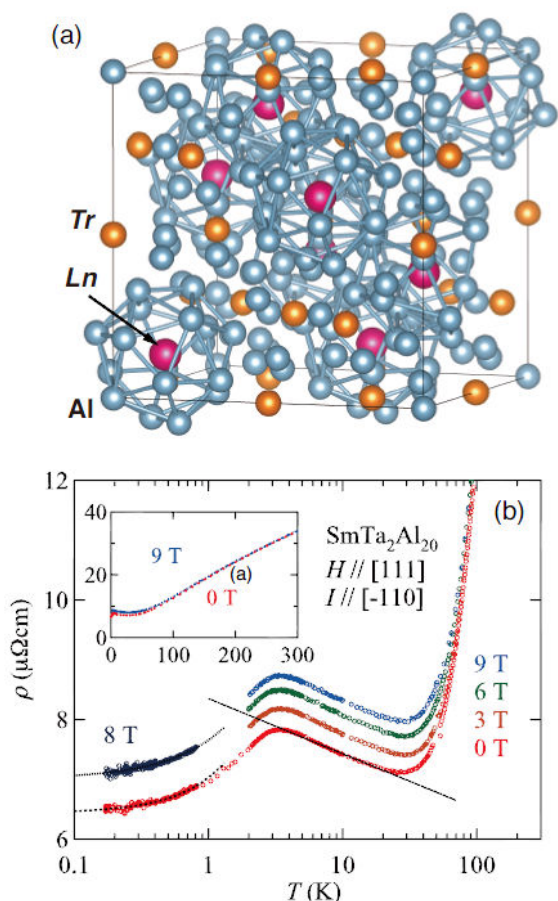 (a)
Tr
Ln
Al
(b)
12
10
8
6
ρ (μΩcm)
40
20
0
0 100 200 300
9 T
(a)
0 T
SmTa₂Al₂₀
H // [111]
I // [-110]
9 T
6 T
3 T
0 T
8 T
0.1 1 10 100
T (K)